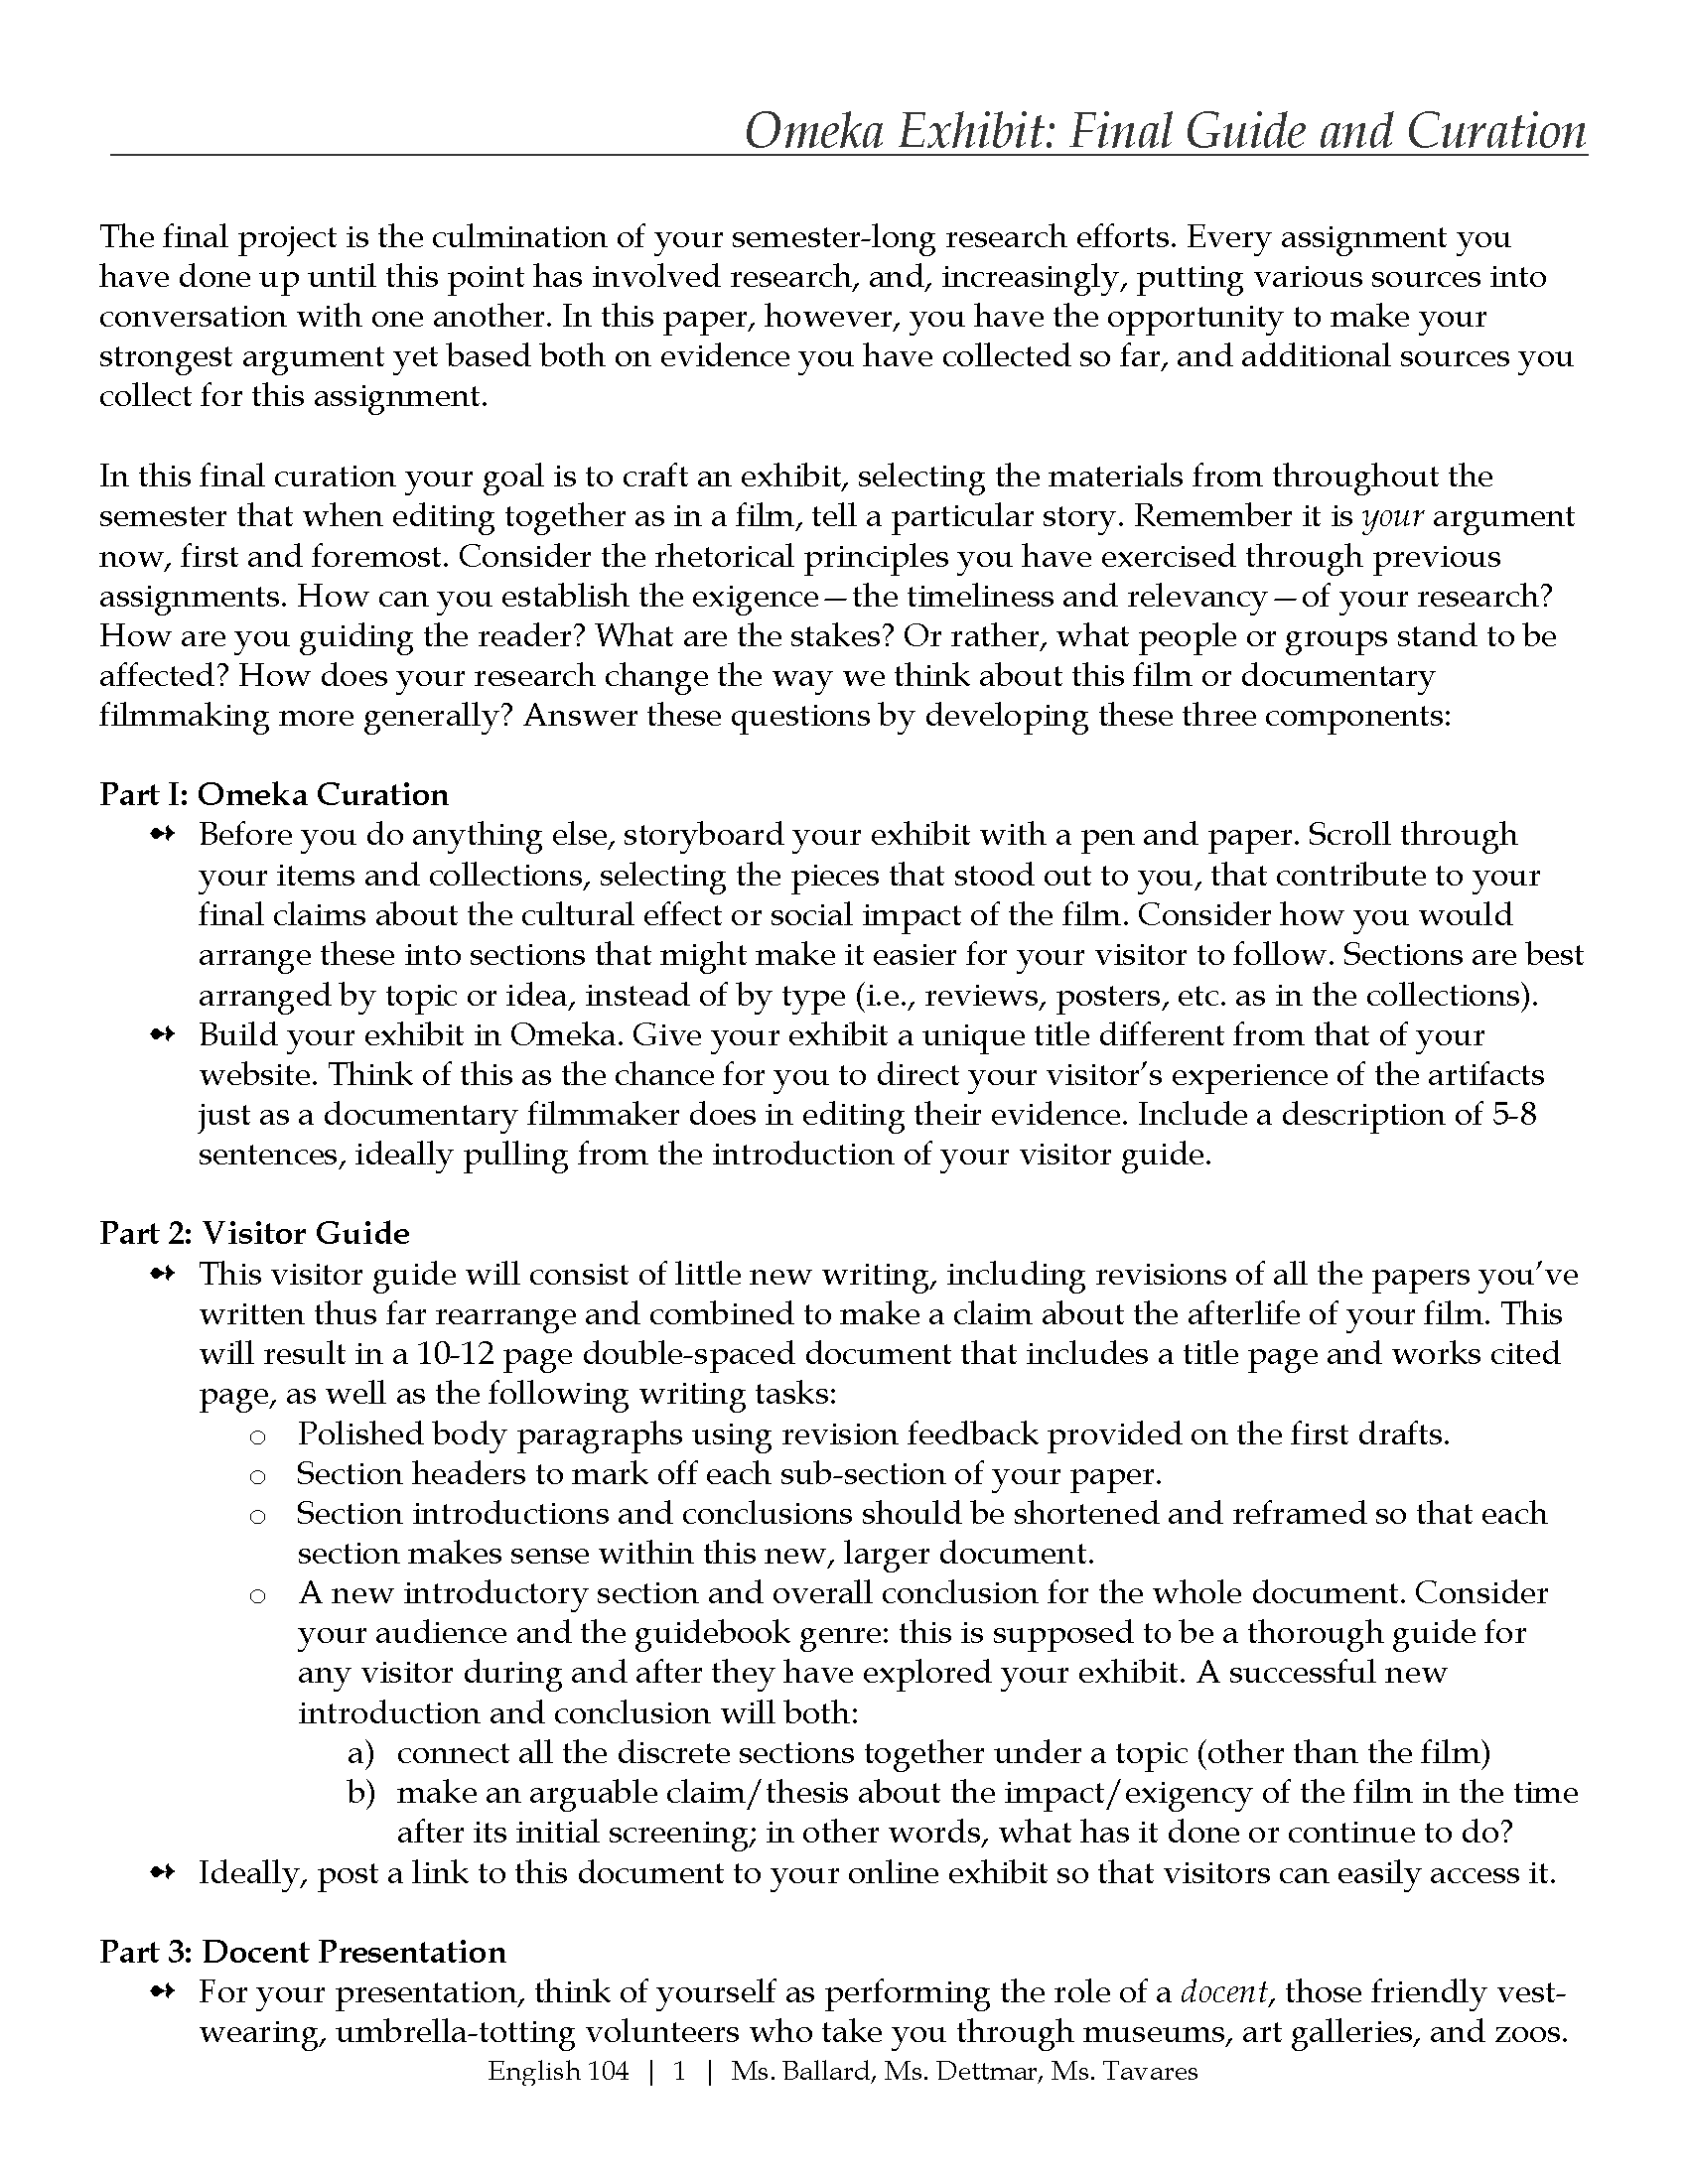 Omeka Exhibit: Final Guide and Curation
The final project is the culmination of your semester-long research efforts. Every assignment you
have done up until this point has involved research, and, increasingly, putting various sources into
conversation with one another. In this paper, however, you have the opportunity to make your
strongest argument yet based both on evidence you have collected so far, and additional sources you
collect for this assignment.
In this final curation your goal is to craft an exhibit, selecting the materials from throughout the
semester that when editing together as in a film, tell a particular story. Remember it is your argument
now, first and foremost. Consider the rhetorical principles you have exercised through previous
assignments. How can you establish the exigence—the timeliness and relevancy—of your research?
How are you guiding the reader? What are the stakes? Or rather, what people or groups stand to be
affected? How does your research change the way we think about this film or documentary
filmmaking more generally? Answer these questions by developing these three components:
Part I: Omeka Curation
➻ Before you do anything else, storyboard your exhibit with a pen and paper. Scroll through
your items and collections, selecting the pieces that stood out to you, that contribute to your
final claims about the cultural effect or social impact of the film. Consider how you would
arrange these into sections that might make it easier for your visitor to follow. Sections are best
arranged by topic or idea, instead of by type (i.e., reviews, posters, etc. as in the collections).
➻ Build your exhibit in Omeka. Give your exhibit a unique title different from that of your
website. Think of this as the chance for you to direct your visitor's experience of the artifacts
just as a documentary filmmaker does in editing their evidence. Include a description of 5-8
sentences, ideally pulling from the introduction of your visitor guide.
Part 2: Visitor Guide
➻ This visitor guide will consist of little new writing, including revisions of all the papers you've
written thus far rearrange and combined to make a claim about the afterlife of your film. This
will result in a 10-12 page double-spaced document that includes a title page and works cited
page, as well as the following writing tasks:
○ Polished body paragraphs using revision feedback provided on the first drafts.
○ Section headers to mark off each sub-section of your paper.
○ Section introductions and conclusions should be shortened and reframed so that each
section makes sense within this new, larger document.
○ A new introductory section and overall conclusion for the whole document. Consider
your audience and the guidebook genre: this is supposed to be a thorough guide for
any visitor during and after they have explored your exhibit. A successful new
introduction and conclusion will both:
a) connect all the discrete sections together under a topic (other than the film)
b) make an arguable claim/thesis about the impact/exigency of the film in the time
after its initial screening; in other words, what has it done or continue to do?
➻ Ideally, post a link to this document to your online exhibit so that visitors can easily access it.
Part 3: Docent Presentation
➻ For your presentation, think of yourself as performing the role of a docent, those friendly vest-
wearing, umbrella-totting volunteers who take you through museums, art galleries, and zoos.
English 104 | 1 | Ms. Ballard, Ms. Dettmar, Ms. Tavares